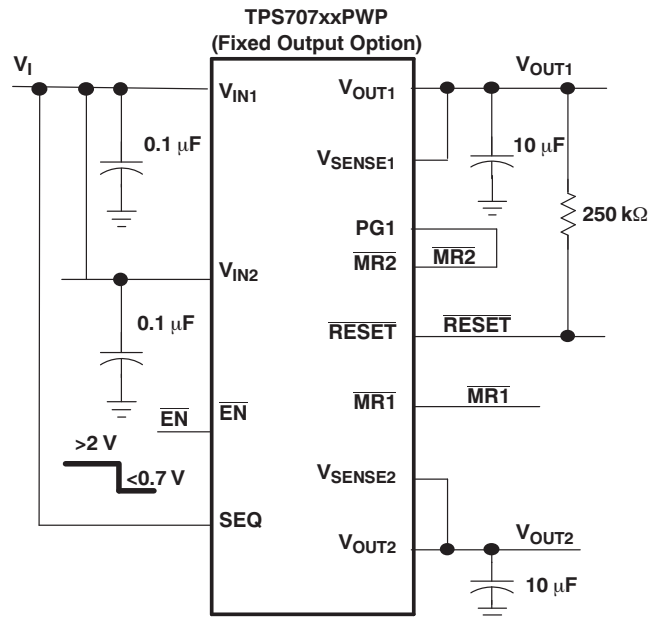 TPS707xxPWP
(Fixed Output Option)
VI
VIN1
VOUT1
VOUT1
0.1 μF
10 μF
VSENSE1
250 kΩ
PG1
MR2
MR2
VIN2
0.1 μF
RESET
RESET
EN
EN
MR1
MR1
>2 V
<0.7 V
VSENSE2
SEQ
VOUT2
VOUT2
10 μF